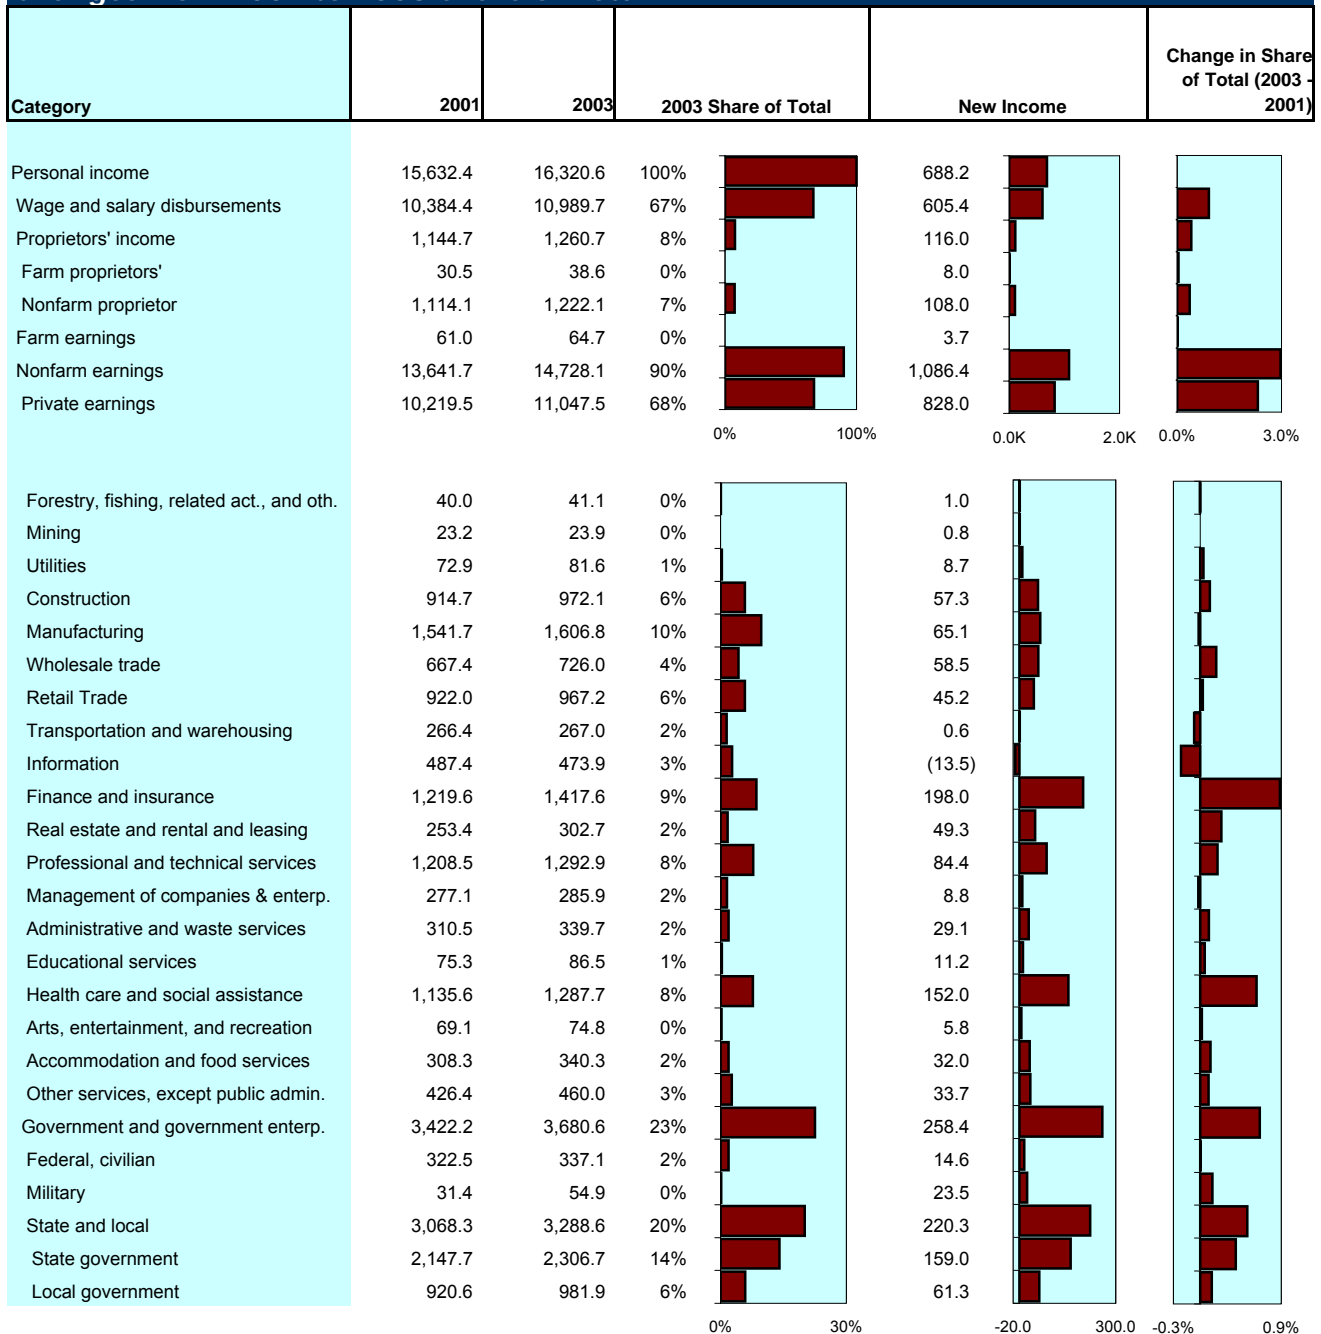 Change in Share
of Total (2003 -
Category 2001 2003 2003 Share of Total New Income 2001)
Personal income 15,632.4 16,320.6 100% 688.2
Wage and salary disbursements 10,384.4 10,989.7 67% 605.4
Proprietors' income 1,144.7 1,260.7 8% 116.0
Farm proprietors' 30.5 38.6 0% 8.0
Nonfarm proprietor 1,114.1 1,222.1 7% 108.0
Farm earnings 61.0 64.7 0% 3.7
Nonfarm earnings 13,641.7 14,728.1 90% 1,086.4
Private earnings 10,219.5 11,047.5 68% 828.0
0% 100% 0.0K 2.0K 0.0% 3.0%
Forestry, fishing, related act., and oth. 40.0 41.1 0% 1.0
Mining 23.2 23.9 0% 0.8
Utilities 72.9 81.6 1% 8.7
Construction 914.7 972.1 6% 57.3
Manufacturing 1,541.7 1,606.8 10% 65.1
Wholesale trade 667.4 726.0 4% 58.5
Retail Trade 922.0 967.2 6% 45.2
Transportation and warehousing 266.4 267.0 2% 0.6
Information 487.4 473.9 3% (13.5)
Finance and insurance 1,219.6 1,417.6 9% 198.0
Real estate and rental and leasing 253.4 302.7 2% 49.3
Professional and technical services 1,208.5 1,292.9 8% 84.4
Management of companies & enterp. 277.1 285.9 2% 8.8
Administrative and waste services 310.5 339.7 2% 29.1
Educational services 75.3 86.5 1% 11.2
Health care and social assistance 1,135.6 1,287.7 8% 152.0
Arts, entertainment, and recreation 69.1 74.8 0% 5.8
Accommodation and food services 308.3 340.3 2% 32.0
Other services, except public admin. 426.4 460.0 3% 33.7
Government and government enterp. 3,422.2 3,680.6 23% 258.4
Federal, civilian 322.5 337.1 2% 14.6
Military 31.4 54.9 0% 23.5
State and local 3,068.3 3,288.6 20% 220.3
State government 2,147.7 2,306.7 14% 159.0
Local government 920.6 981.9 6% 61.3
0% 30% -20.0 300.0 -0.3% 0.9%